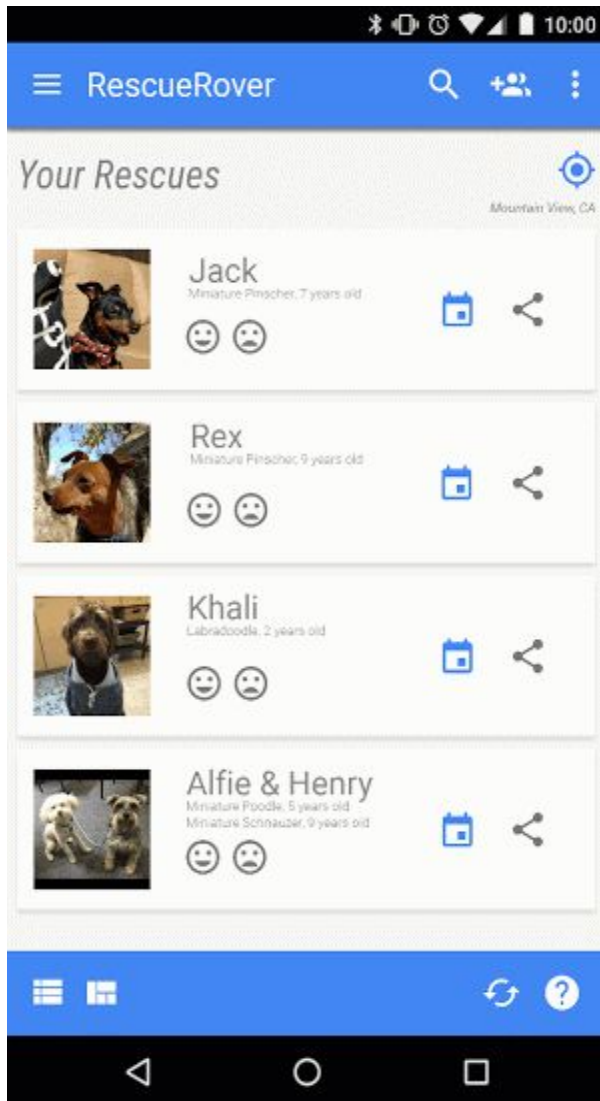 10:00
RescueRover
Your Rescues
Mountain View, CA
Jack
Miniature Pinscher, 7 years old
Rex
Miniature Pinscher, 9 years old
Khali
Labradoodle, 2 years old
Alfie & Henry
Miniature Poodle, 5 years old
Miniature Schnauzer, 9 years old